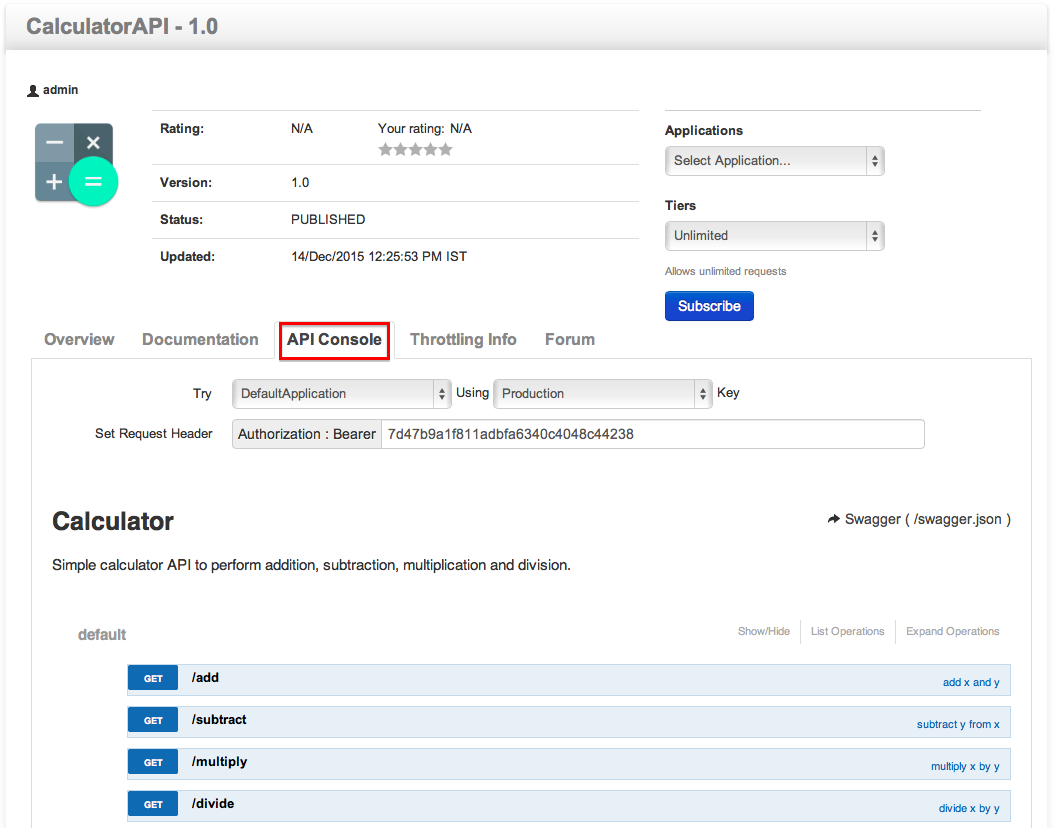 CalculatorAPI - 1.0
admin
Rating: N/A Your rating: N/A
Version: 1.0
Status: PUBLISHED
Updated: 14/Dec/2015 12:25:53 PM IST
Applications
Select Application...
Tiers
Unlimited
Allows unlimited requests
Subscribe
Overview Documentation API Console Throttling Info Forum
Try DefaultApplication Using Production Key
Set Request Header Authorization : Bearer 7d47b9a1f811adbfa6340c4048c44238
Calculator Swagger ( /swagger.json )
Simple calculator API to perform addition, subtraction, multiplication and division.
default Show/Hide List Operations Expand Operations
GET /add add x and y
GET /subtract subtract y from x
GET /multiply multiply x by y
GET /divide divide x by y